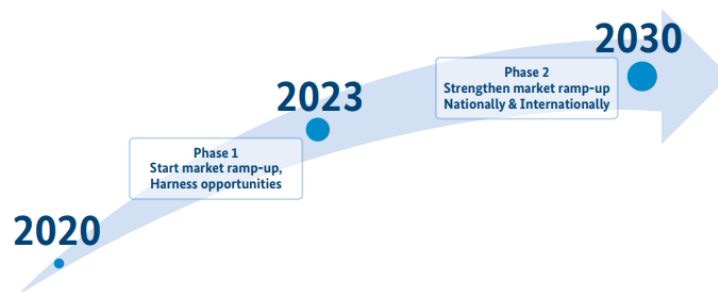 2020
Phase 1
Start market ramp-up,
Harness opportunities
2023
Phase 2
Strengthen market ramp-up
Nationally & Internationally
2030